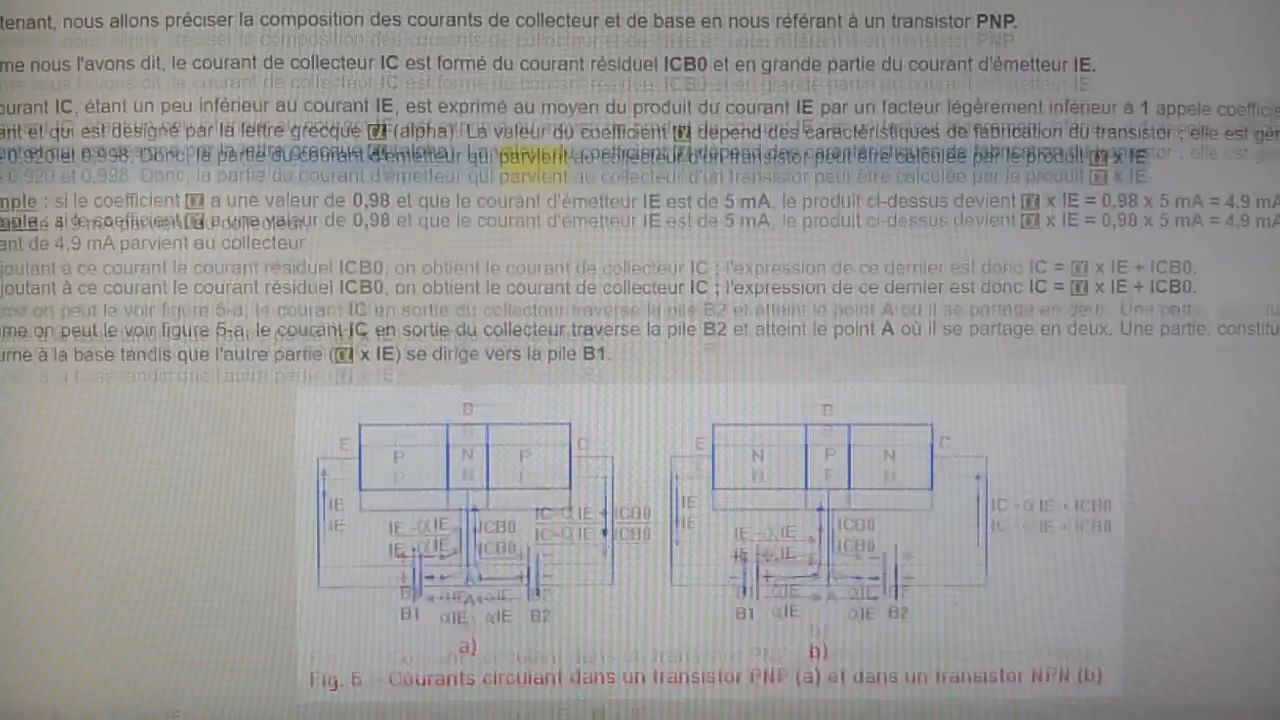 tenant, nous allons préciser la composition des courants de collecteur et de base en nous référant à un transistor PNP.
me nous l'avons dit, le courant de collecteur IC est formé du courant résiduel ICB0 et en grande partie du courant d'émetteur IE.
ourant IC, étant un peu inférieur au courant IE, est exprimé au moyen du produit du courant IE par un facteur légèrement inférieur à 1 appelé coefficie
ant et qui est désigné par la lettre grecque α (alpha). La valeur du coefficient α dépend des caractéristiques de fabrication du transistor ; elle est
0,920 et 0,998. Donc, la partie du courant d'émetteur qui parvient au collecteur d'un transistor peut être calculée par le produit α x IE
mple : si le coefficient α a une valeur de 0,98 et que le courant d'émetteur IE est de 5 mA, le produit ci-dessus devient α x IE = 0,98 x 5 mA = 4,9 mA
ant de 4,9 mA parvient au collecteur
joutant à ce courant le courant résiduel ICB0, on obtient le courant de collecteur IC ; l'expression de ce dernier est donc IC = α x IE + ICB0.
me on peut le voir figure 5-a, le courant IC en sortie du collecteur traverse la pile B2 et atteint le point A où il se partage en deux. Une partie, constitu
urne à la base tandis que l'autre partie (α x IE) se dirige vers la pile B1.
E P N P C
E N P N C
IE IE - αIE ICB0
IE IE - αIE ICB0
B1 αIE αIE B2
B1 αIE A αIE B2
a) b)
Fig. 5 Courants circulant dans un transistor PNP (a) et dans un transistor NPN (b)